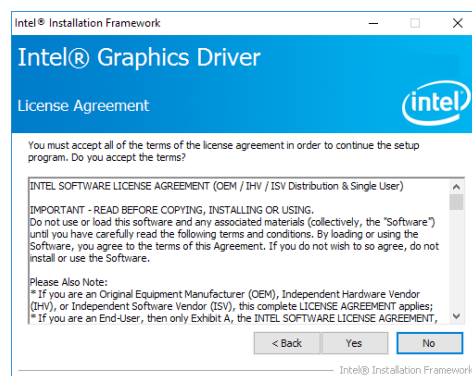 Intel® Installation Framework
Intel® Graphics Driver
License Agreement
intel
You must accept all of the terms of the license agreement in order to continue the setup
program. Do you accept the terms?
INTEL SOFTWARE LICENSE AGREEMENT (OEM / IHV / ISV Distribution & Single User)
IMPORTANT - READ BEFORE COPYING, INSTALLING OR USING.
Do not use or load this software and any associated materials (collectively, the "Software")
until you have carefully read the following terms and conditions. By loading or using the
Software, you agree to the terms of this Agreement. If you do not wish to so agree, do not
install or use the Software.
Please Also Note:
* If you are an Original Equipment Manufacturer (OEM), Independent Hardware Vendor
(IHV), or Independent Software Vendor (ISV), this complete LICENSE AGREEMENT applies;
* If you are an End-User, then only Exhibit A, the INTEL SOFTWARE LICENSE AGREEMENT,
< Back Yes No
Intel® Installation Framework